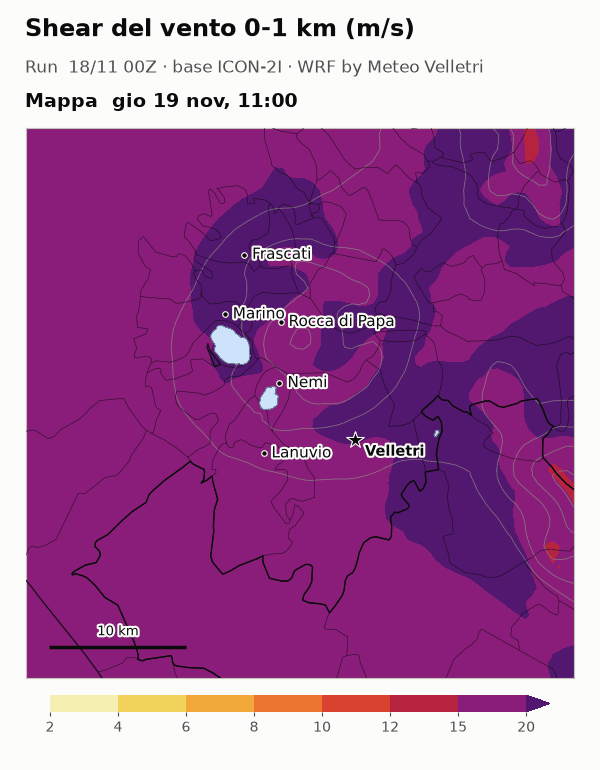 Shear del vento 0-1 km (m/s)
Run 18/11 00Z · base ICON-2I · WRF by Meteo Velletri
Mappa gio 19 nov, 11:00
Frascati
Marino
Rocca di Papa
Nemi
Velletri
Lanuvio
10 km
2 4 6 8 10 12 15 20